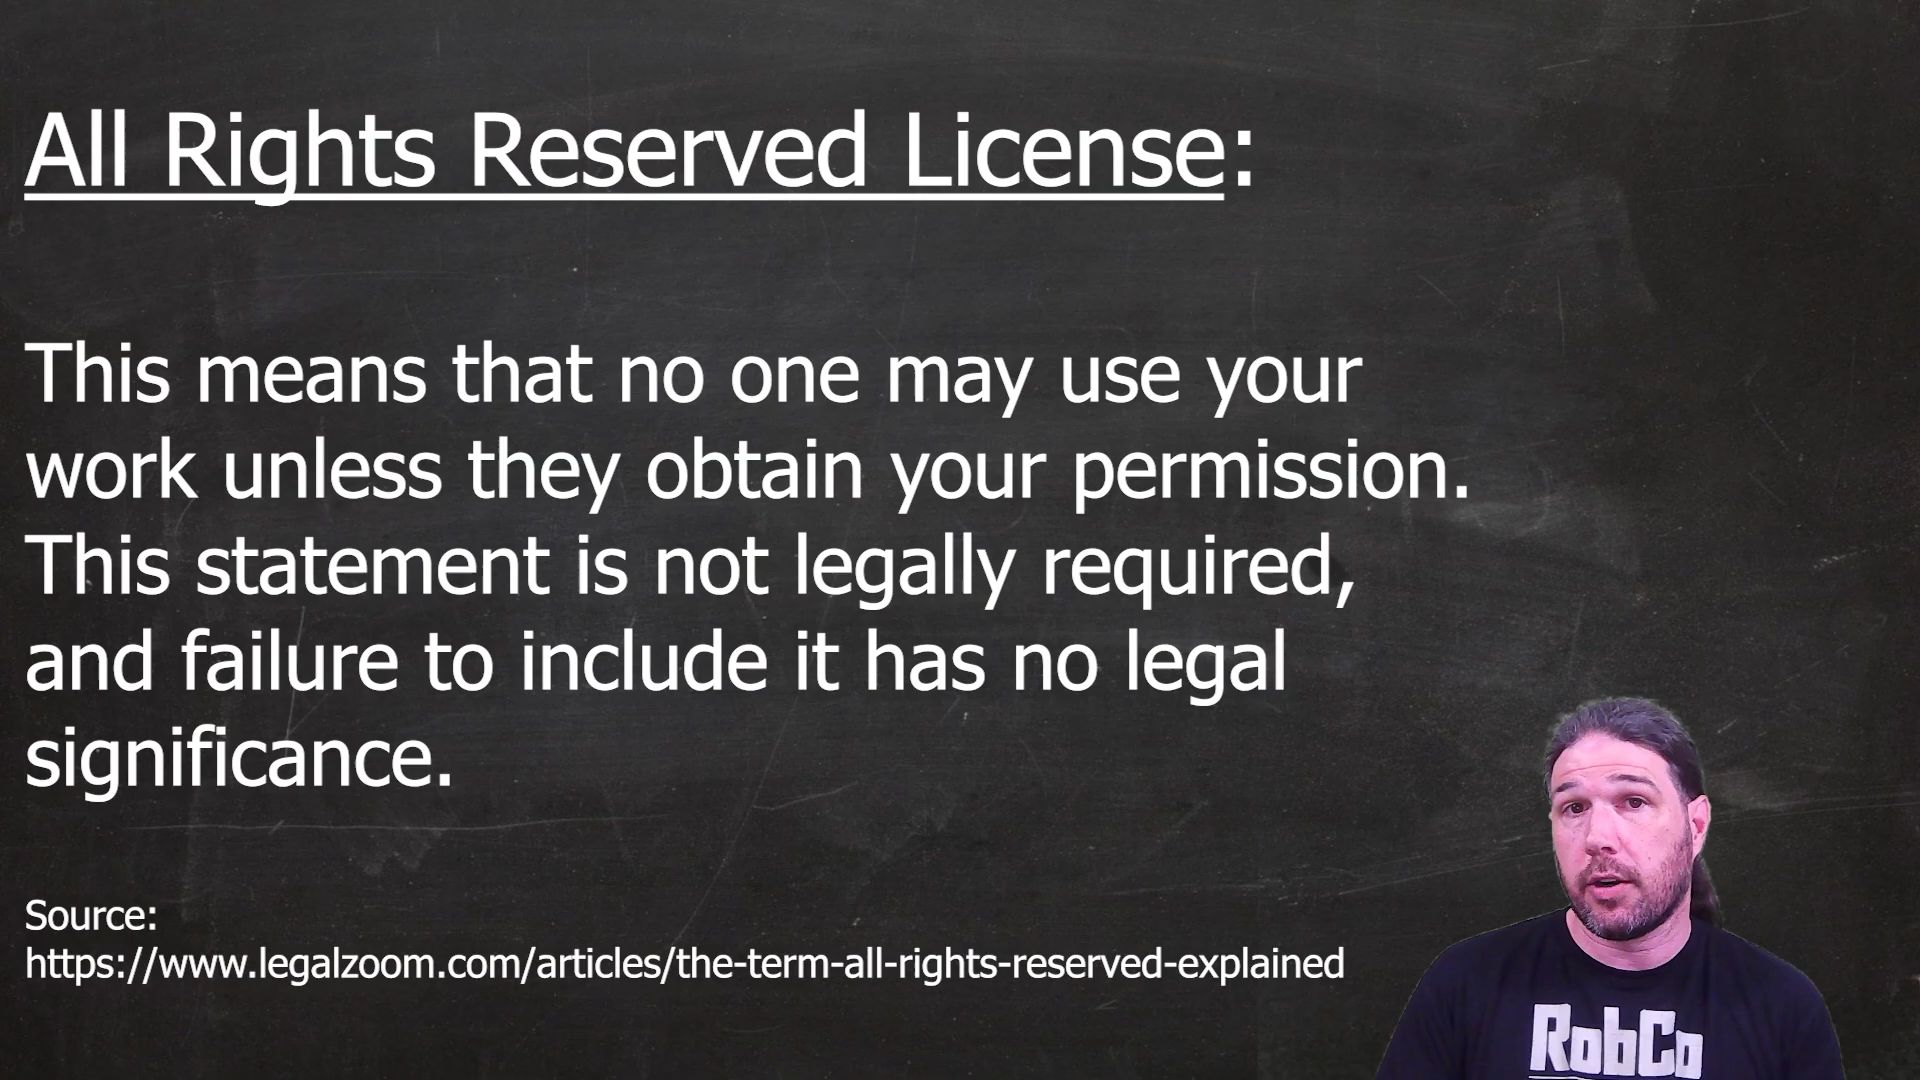 All Rights Reserved License:
This means that no one may use your
work unless they obtain your permission.
This statement is not legally required,
and failure to include it has no legal
significance.
Source:
https://www.legalzoom.com/articles/the-term-all-rights-reserved-explained
RobCo